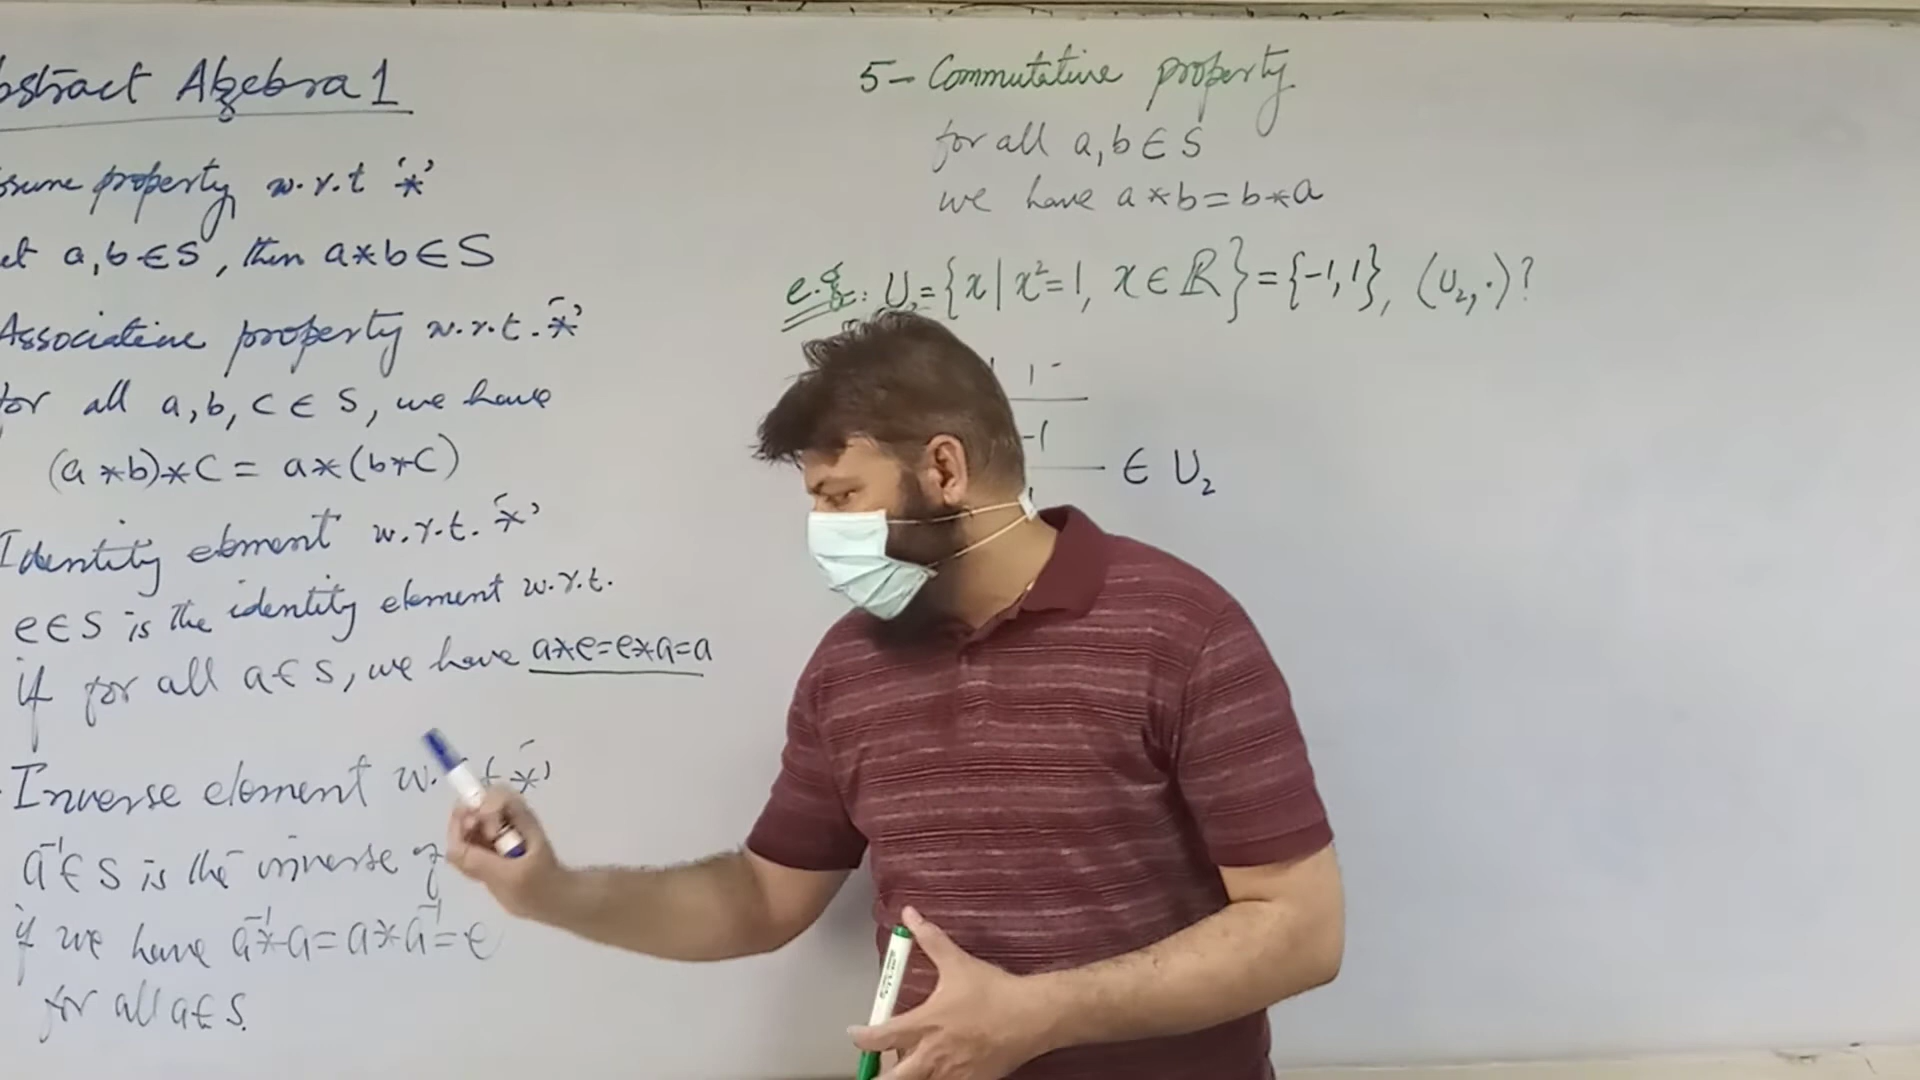 bstract Algebra 1
sure property w.r.t '*'
et a, b ∈ S, then a*b ∈ S
Associative property w.r.t. '*'
for all a, b, c ∈ S, we have
(a*b)*c = a*(b*c)
Identity element w.r.t. '*'
e ∈ S is the identity element w.r.t.
if for all a ∈ S, we have a*e=e*a=a
Inverse element w. t '*'
a⁻¹ ∈ S is the inverse of
if we have a⁻¹*a = a*a⁻¹ = e
for all a ∈ S.
5- Commutative property
for all a, b ∈ S
we have a*b = b*a
e.g: U₂ = {x | x² = 1, x ∈ ℝ} = {-1, 1}, (U₂, ·)?
1
-1
∈ U₂